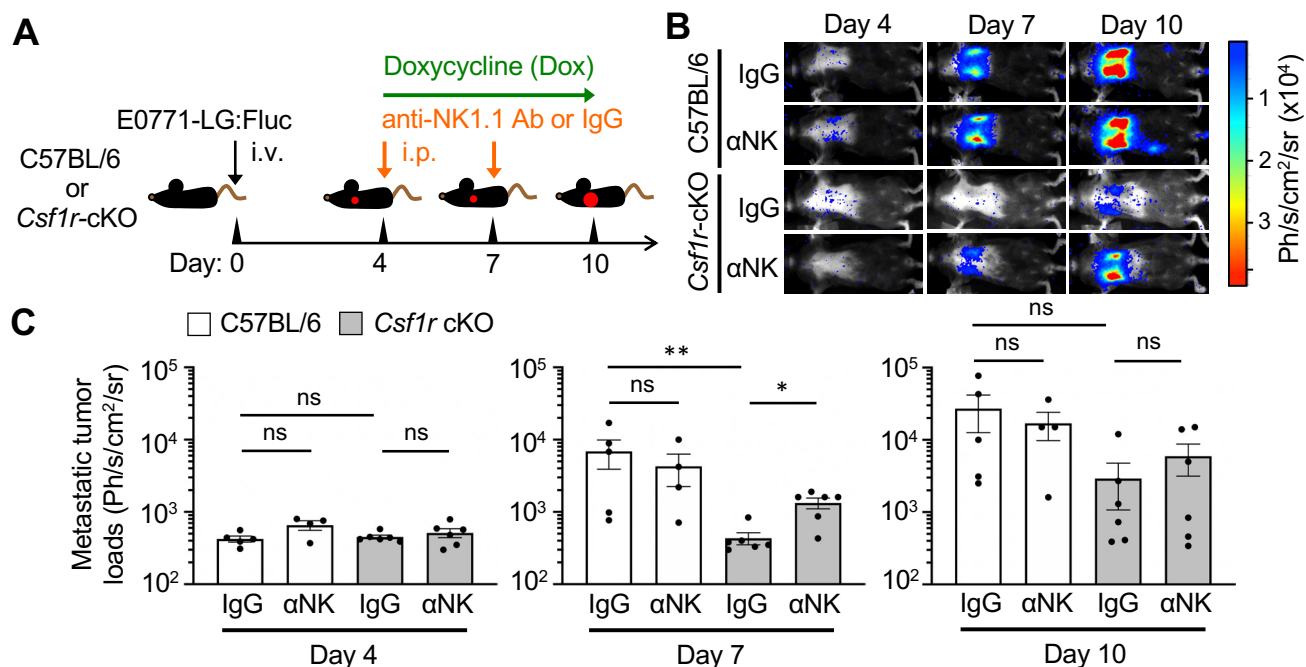 A
Doxycycline (Dox)
E0771-LG:Fluc
anti-NK1.1 Ab or IgG
C57BL/6
or
Csf1r-cKO
i.v.
i.p.
Day: 0
4
7
10
B
Day 4
Day 7
Day 10
C57BL/6
IgG
αNK
Csf1r-cKO
IgG
αNK
1
2
3
Ph/s/cm²/sr (x10⁴)
C
C57BL/6
Csf1r cKO
Metastatic tumor
loads (Ph/s/cm²/sr)
10⁵
10⁴
10³
10²
ns
ns
ns
IgG
αNK
IgG
αNK
Day 4
10⁵
10⁴
10³
10²
**
ns
*
IgG
αNK
IgG
αNK
Day 7
10⁵
10⁴
10³
10²
ns
ns
ns
IgG
αNK
IgG
αNK
Day 10